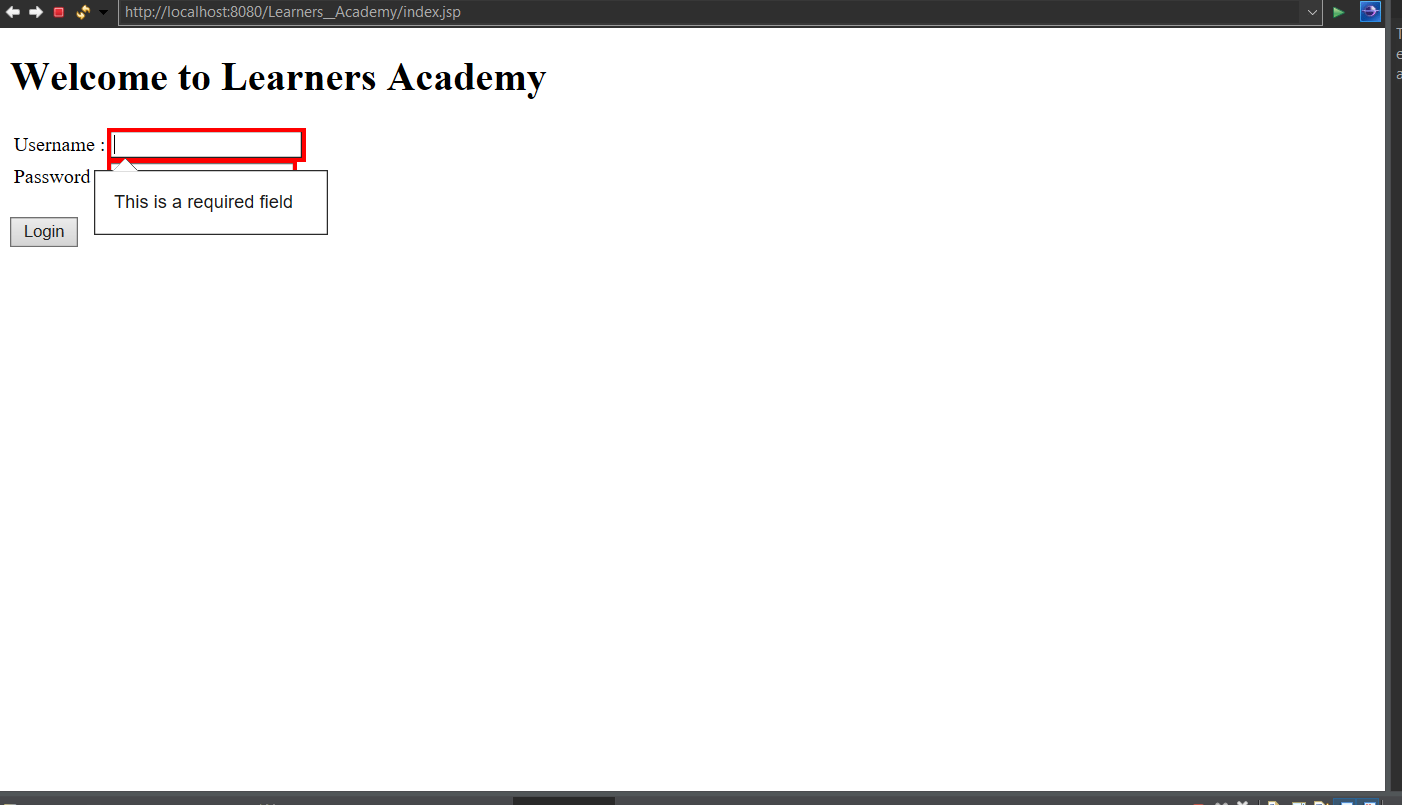 http://localhost:8080/Learners__Academy/index.jsp
Welcome to Learners Academy
Username :
Password
This is a required field
Login